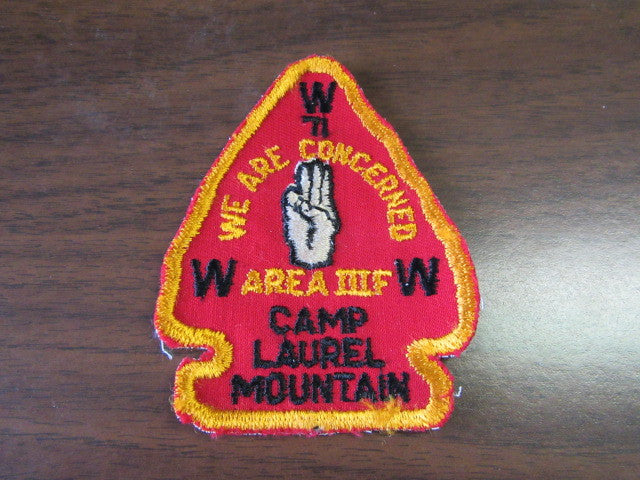 W
71
WE ARE CONCERNED
W AREA IIIF W
CAMP
LAUREL
MOUNTAIN